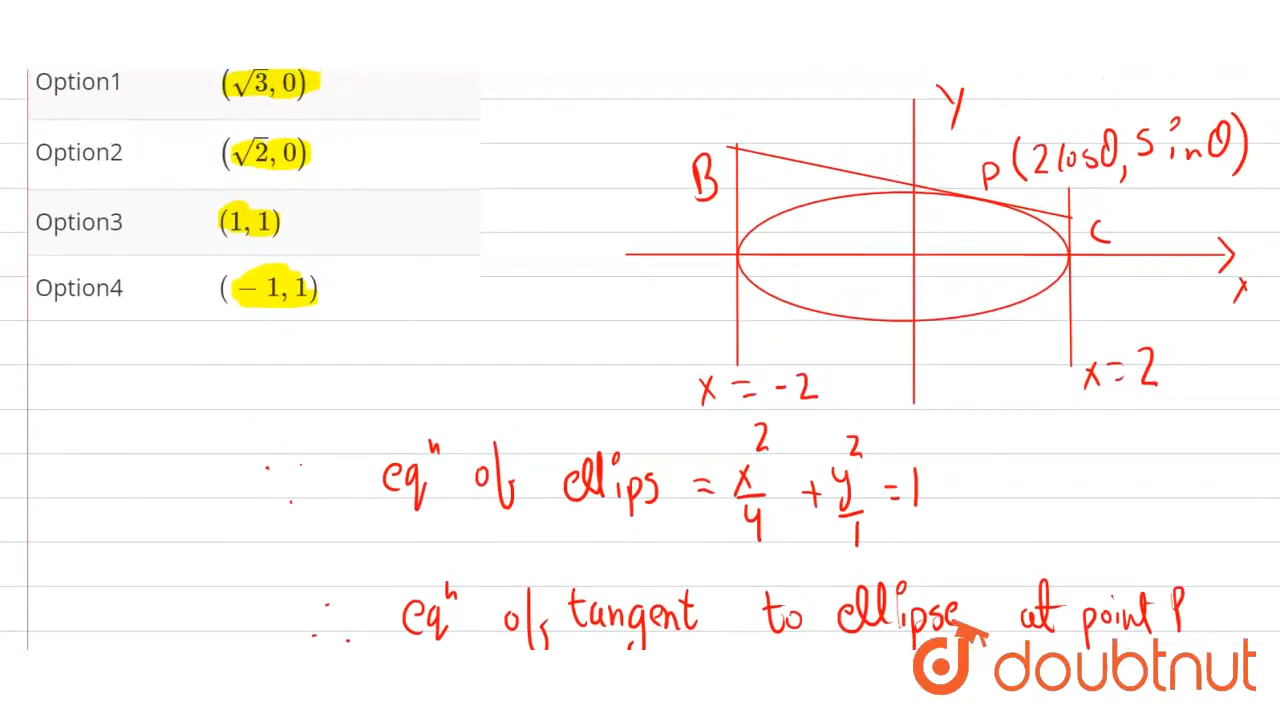 Option1 (√3, 0)
Option2 (√2, 0)
Option3 (1, 1)
Option4 (−1, 1)
y
B
P (2cosθ, sinθ)
C
x
x = -2
x = 2
∵ eqⁿ of ellips = x²/4 + y²/1 = 1
∴ eqⁿ of tangent to ellipse at point P
doubtnut